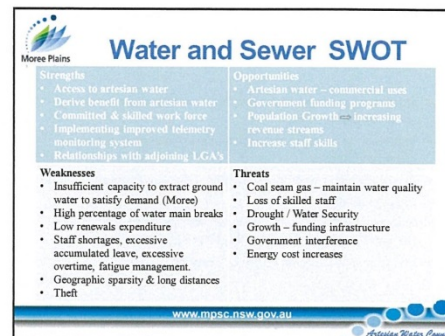 Moree Plains
Water and Sewer SWOT
Strengths
• Access to artesian water
• Derive benefit from artesian water
• Committed & skilled work force
• Implementing improved telemetry
monitoring system
• Relationships with adjoining LGA's
Opportunities
• Artesian water – commercial uses
• Government funding programs
• Population Growth ⇒ increasing
revenue streams
• Increase staff skills
Weaknesses
• Insufficient capacity to extract ground
water to satisfy demand (Moree)
• High percentage of water main breaks
• Low renewals expenditure
• Staff shortages, excessive
accumulated leave, excessive
overtime, fatigue management.
• Geographic sparsity & long distances
• Theft
Threats
• Coal seam gas – maintain water quality
• Loss of skilled staff
• Drought / Water Security
• Growth – funding infrastructure
• Government interference
• Energy cost increases
www.mpsc.nsw.gov.au
Artesian Water